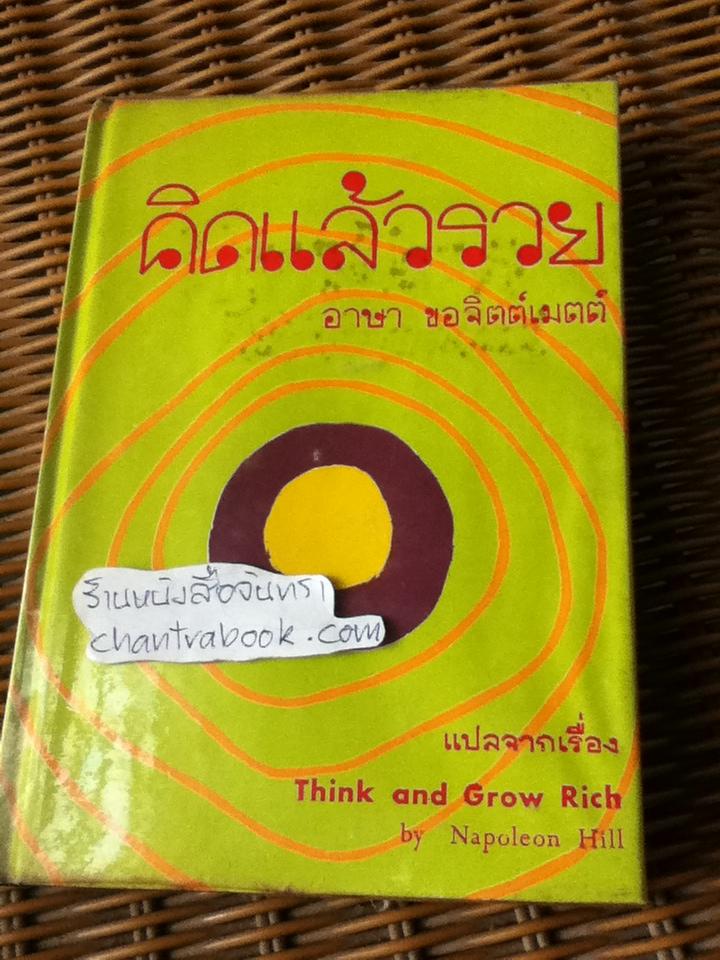 คิดแล้วรวย
อาษา ขอจิตต์เมตต์
ร้านหนังสือจันทรา
chantrabook.com
แปลจากเรื่อง
Think and Grow Rich
by Napoleon Hill